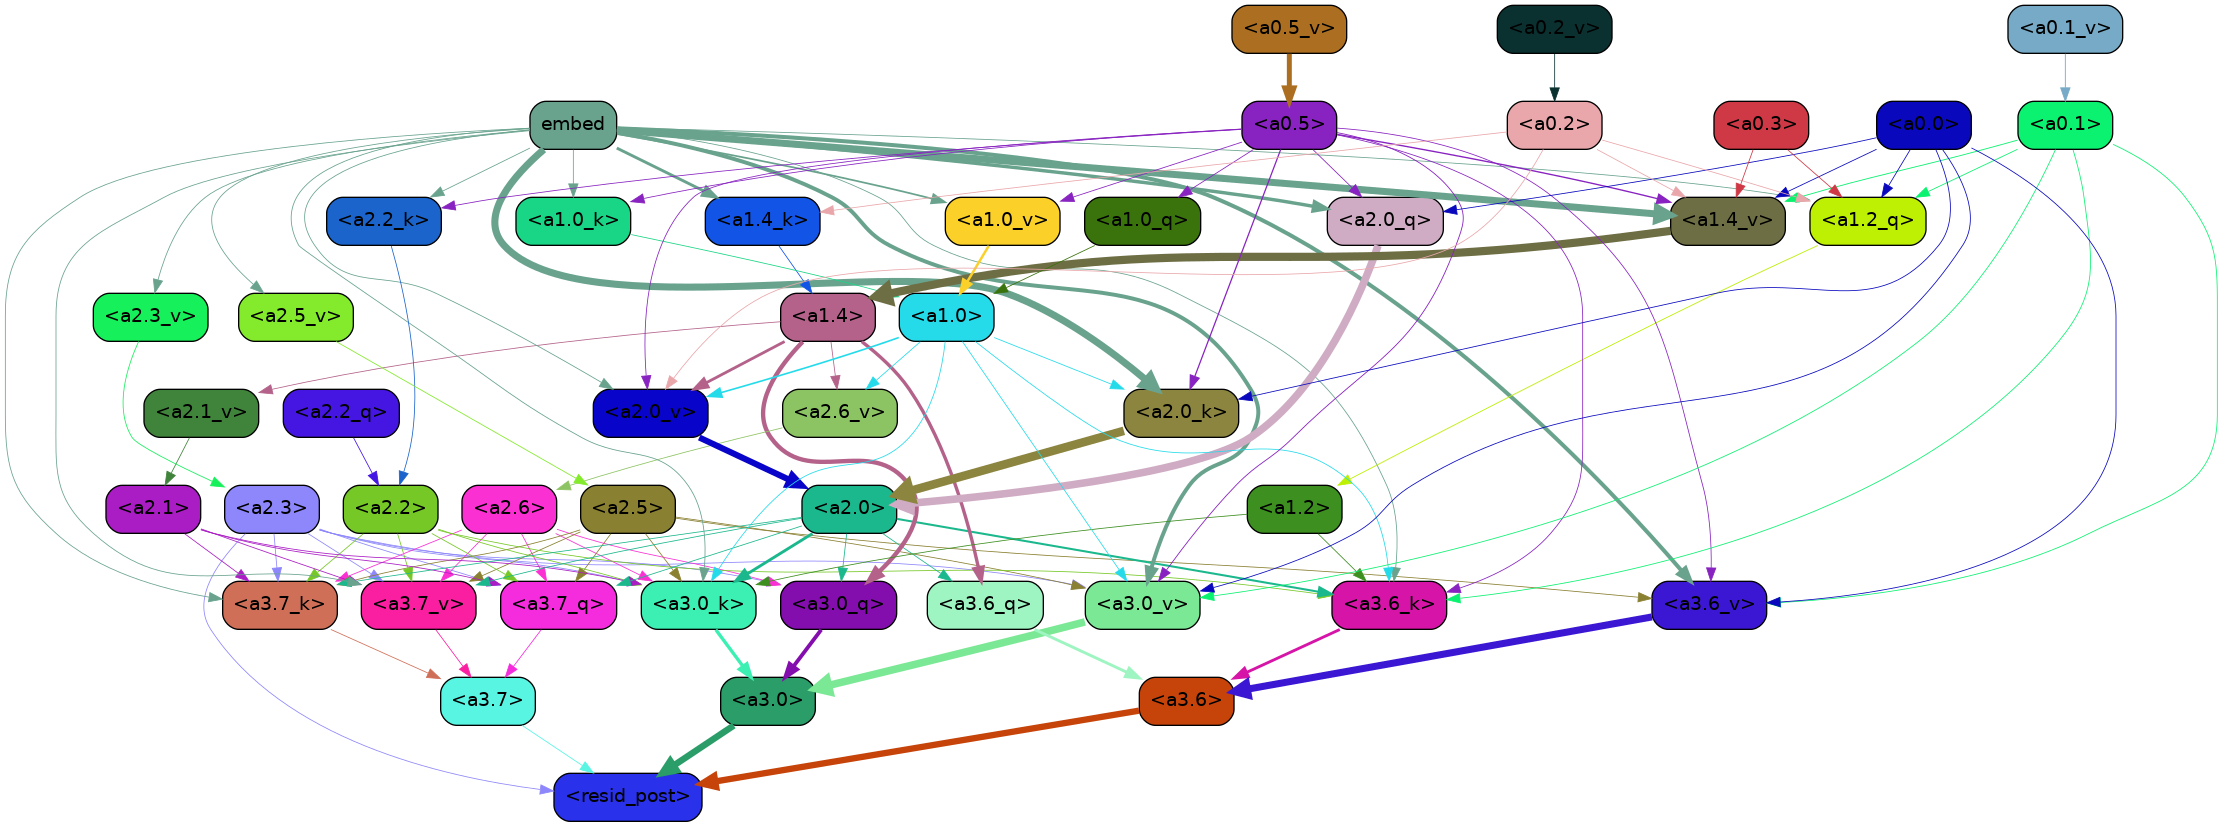 <a0.5_v> <a0.2_v> <a0.1_v>
embed <a0.5> <a0.2> <a0.3> <a0.0> <a0.1>
<a2.2_k> <a1.0_k> <a1.4_k> <a1.0_v> <a1.0_q> <a2.0_q> <a1.4_v> <a1.2_q>
<a2.3_v> <a2.5_v> <a1.4> <a1.0>
<a2.1_v> <a2.2_q> <a2.0_v> <a2.6_v> <a2.0_k>
<a2.1> <a2.3> <a2.2> <a2.6> <a2.5> <a2.0> <a1.2>
<a3.7_k> <a3.7_v> <a3.7_q> <a3.0_k> <a3.0_q> <a3.6_q> <a3.0_v> <a3.6_k> <a3.6_v>
<a3.7> <a3.0> <a3.6>
<resid_post>